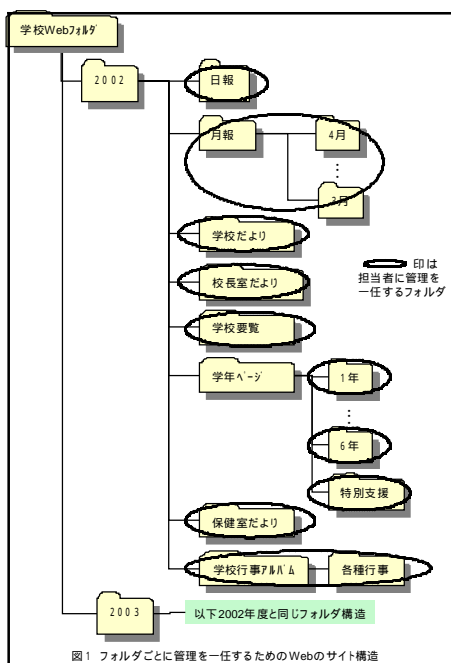 学校Webフォルダ
2002
日報
月報
4月
⋮
3月
学校だより
印は
担当者に管理を
一任するフォルダ
校長室だより
学校要覧
学年ページ
1年
⋮
6年
特別支援
保健室だより
学校行事アルバム
各種行事
2003
以下2002年度と同じフォルダ構造
図1 フォルダごとに管理を一任するためのWebのサイト構造